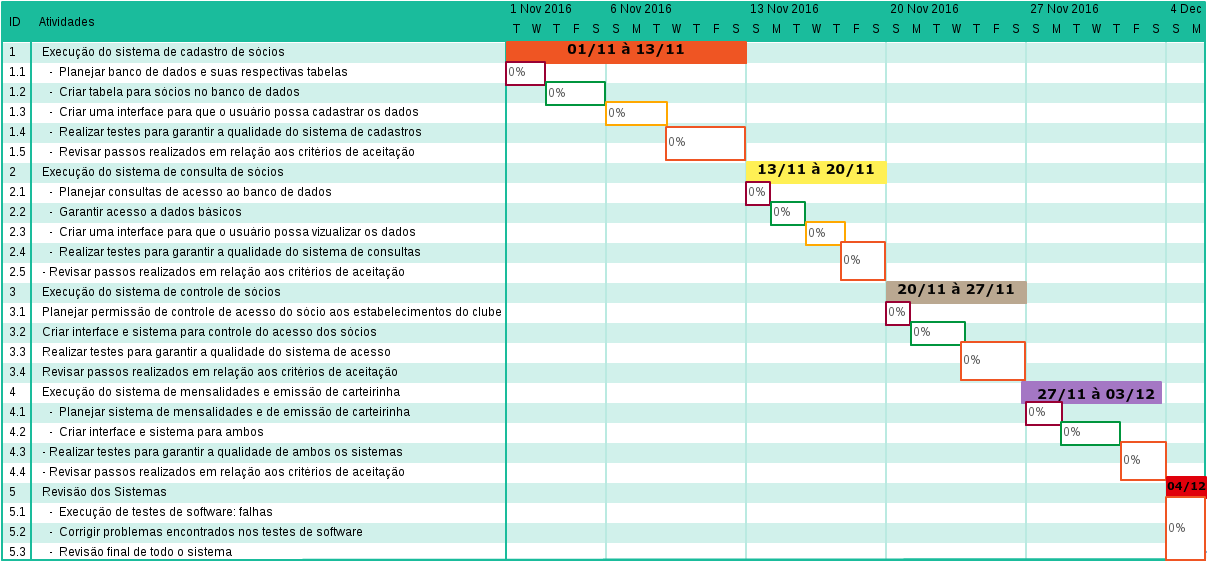 1 Nov 2016 6 Nov 2016 13 Nov 2016 20 Nov 2016 27 Nov 2016 4 Dec
ID Atividades T W T F S S M T W T F S S M T W T F S S M T W T F S S M T W T F S S M
1 Execução do sistema de cadastro de sócios 01/11 à 13/11
1.1 - Planejar banco de dados e suas respectivas tabelas 0%
1.2 - Criar tabela para sócios no banco de dados 0%
1.3 - Criar uma interface para que o usuário possa cadastrar os dados 0%
1.4 - Realizar testes para garantir a qualidade do sistema de cadastros 0%
1.5 - Revisar passos realizados em relação aos critérios de aceitação
2 Execução do sistema de consulta de sócios 13/11 à 20/11
2.1 - Planejar consultas de acesso ao banco de dados 0%
2.2 - Garantir acesso a dados básicos 0%
2.3 - Criar uma interface para que o usuário possa vizualizar os dados 0%
2.4 - Realizar testes para garantir a qualidade do sistema de consultas 0%
2.5 - Revisar passos realizados em relação aos critérios de aceitação
3 Execução do sistema de controle de sócios 20/11 à 27/11
3.1 Planejar permissão de controle de acesso do sócio aos estabelecimentos do clube 0%
3.2 Criar interface e sistema para controle do acesso dos sócios 0%
3.3 Realizar testes para garantir a qualidade do sistema de acesso 0%
3.4 Revisar passos realizados em relação aos critérios de aceitação
4 Execução do sistema de mensalidades e emissão de carteirinha 27/11 à 03/12
4.1 - Planejar sistema de mensalidades e de emissão de carteirinha 0%
4.2 - Criar interface e sistema para ambos 0%
4.3 - Realizar testes para garantir a qualidade de ambos os sistemas 0%
4.4 - Revisar passos realizados em relação aos critérios de aceitação
5 Revisão dos Sistemas 04/12
5.1 - Execução de testes de software: falhas
5.2 - Corrigir problemas encontrados nos testes de software 0%
5.3 - Revisão final de todo o sistema